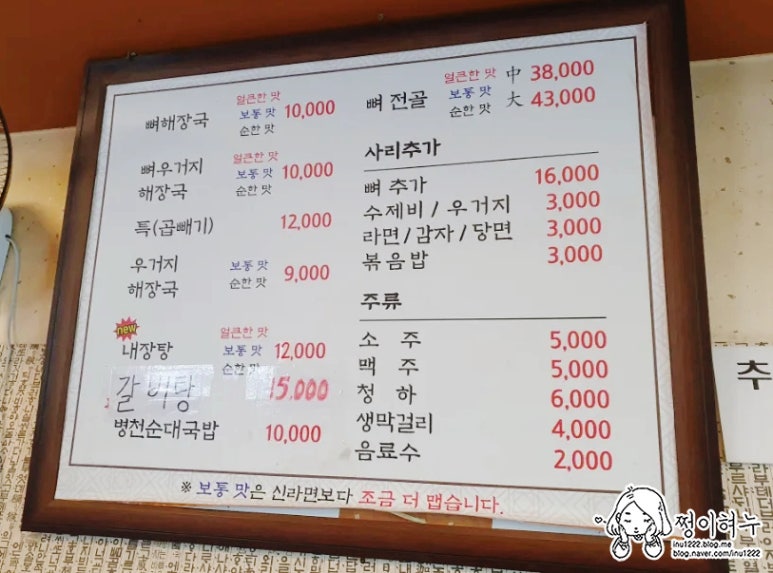 뼈해장국
얼큰한 맛
보통 맛
순한 맛
10,000
뼈우거지
해장국
얼큰한 맛
보통 맛
순한 맛
10,000
특(곱빼기) 12,000
우거지
해장국
보통 맛
순한 맛
9,000
new
내장탕
얼큰한 맛
보통 맛
순한 맛
12,000
갈비탕 15.000
병천순대국밥 10,000
뼈 전골
얼큰한 맛
보통 맛
순한 맛
中 38,000
大 43,000
사리추가
뼈 추가 16,000
수제비 / 우거지 3,000
라면/감자/당면 3,000
볶음밥 3,000
주류
소 주 5,000
맥 주 5,000
청 하 6,000
생막걸리 4,000
음료수 2,000
※ 보통 맛은 신라면보다 조금 더 맵습니다.
추
쩡이혀누
inu1222.blog.me
blog.naver.com/inu1222